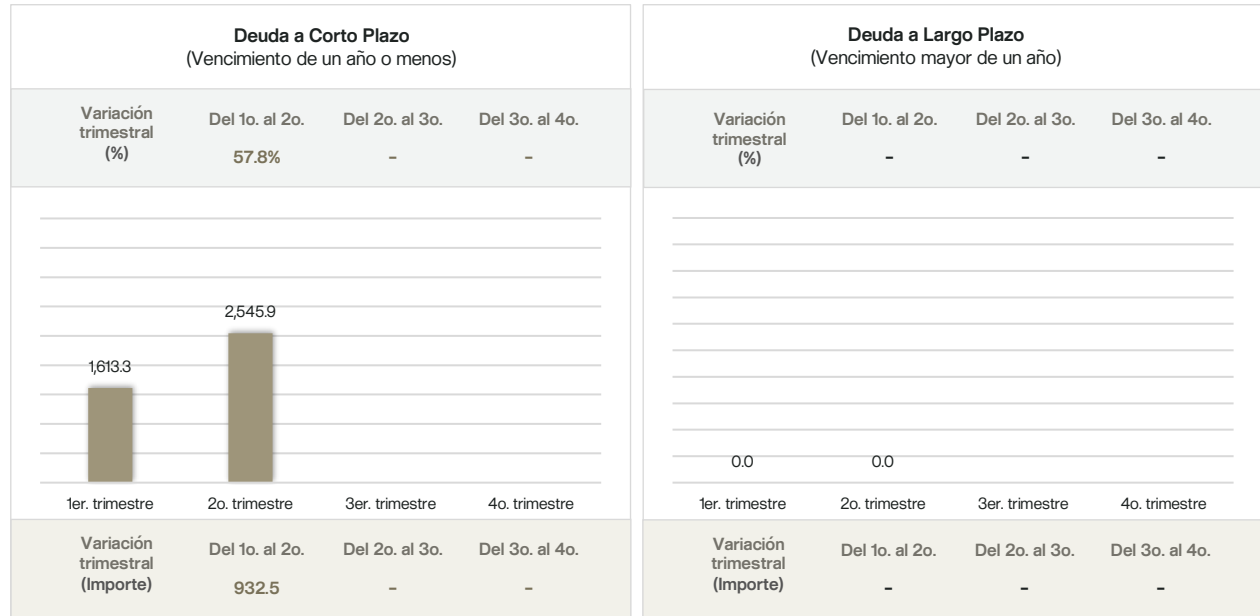 Deuda a Corto Plazo
(Vencimiento de un año o menos)
Variación
trimestral
(%)
Del 1o. al 2o.
Del 2o. al 3o.
Del 3o. al 4o.
57.8%
-
-
2,545.9
1,613.3
1er. trimestre
2o. trimestre
3er. trimestre
4o. trimestre
Variación
trimestral
(Importe)
Del 1o. al 2o.
Del 2o. al 3o.
Del 3o. al 4o.
932.5
-
-
Deuda a Largo Plazo
(Vencimiento mayor de un año)
Variación
trimestral
(%)
Del 1o. al 2o.
Del 2o. al 3o.
Del 3o. al 4o.
-
-
-
0.0
0.0
1er. trimestre
2o. trimestre
3er. trimestre
4o. trimestre
Variación
trimestral
(Importe)
Del 1o. al 2o.
Del 2o. al 3o.
Del 3o. al 4o.
-
-
-